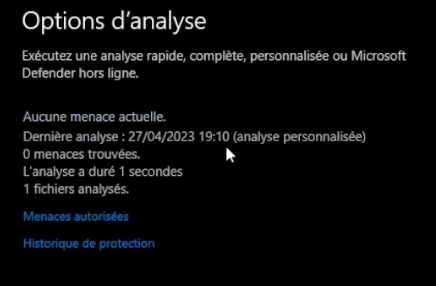 Options d'analyse
Exécutez une analyse rapide, complète, personnalisée ou Microsoft
Defender hors ligne.
Aucune menace actuelle.
Dernière analyse : 27/04/2023 19:10 (analyse personnalisée)
0 menaces trouvées.
L'analyse a duré 1 secondes
1 fichiers analysés.
Menaces autorisées
Historique de protection